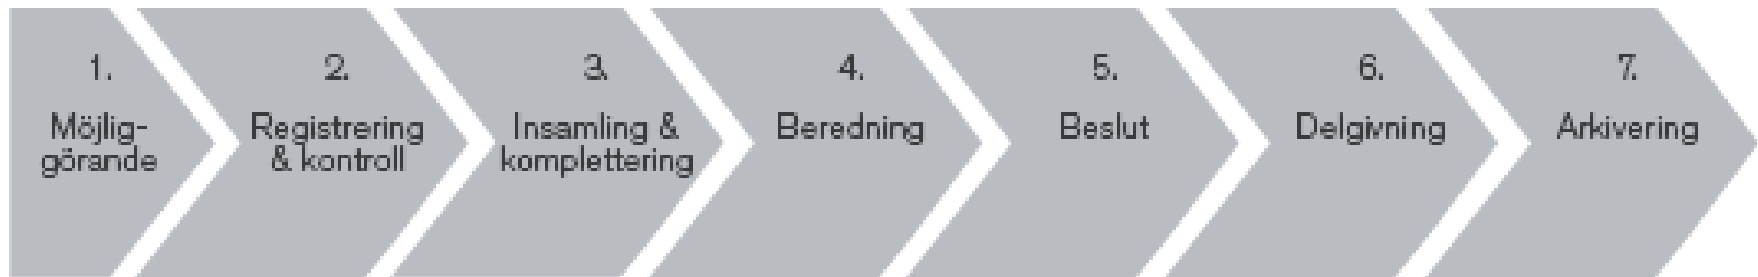 1.
Möjlig-
görande
2.
Registrering
& kontroll
3.
Insamling &
komplettering
4.
Beredning
5.
Beslut
6.
Delgivning
7.
Arkivering